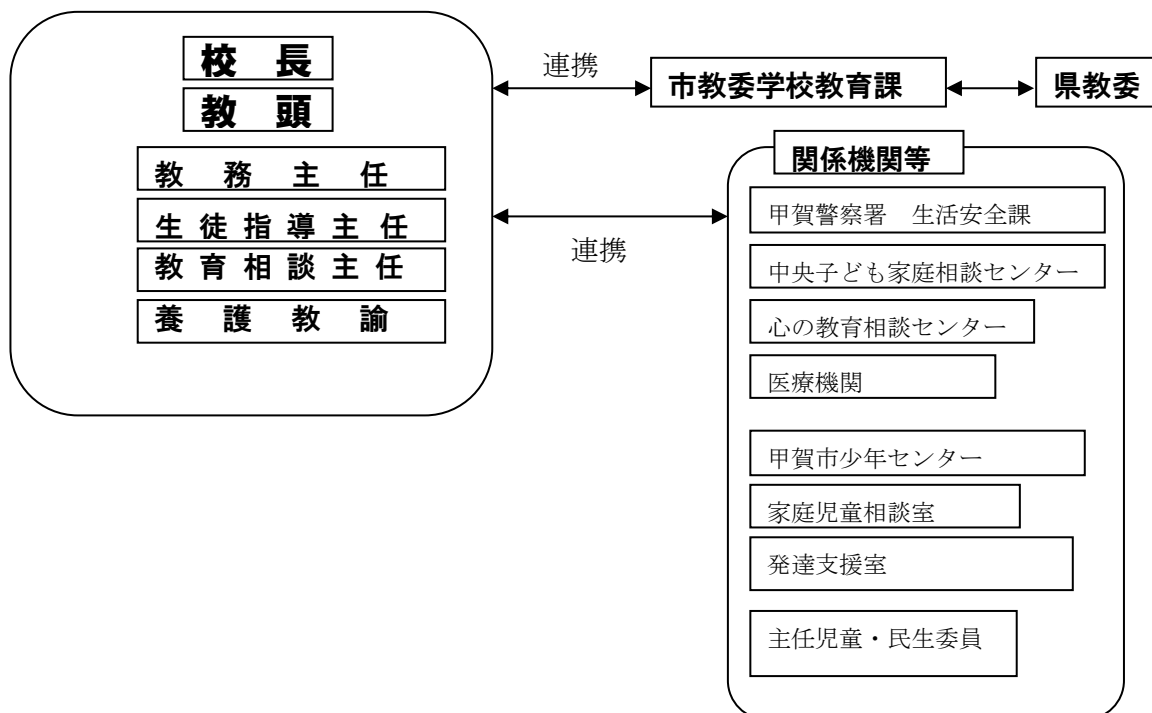 校長
教頭
教務主任
生徒指導主任
教育相談主任
養護教諭
連携
市教委学校教育課
県教委
連携
関係機関等
甲賀警察署　生活安全課
中央子ども家庭相談センター
心の教育相談センター
医療機関
甲賀市少年センター
家庭児童相談室
発達支援室
主任児童・民生委員